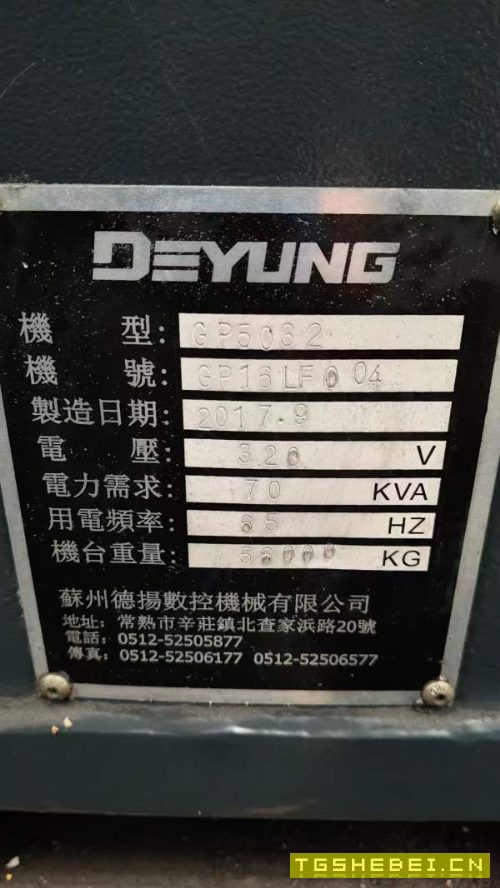 DEYUNG
機 型: GP5032
機 號: GP16LF004
製造日期: 2017.9
電 壓: 320 V
電力需求: 70 KVA
用電頻率: 65 HZ
機台重量: 56000 KG
蘇州德揚數控機械有限公司
地址: 常熟市辛莊鎮北查家浜路20號
電話: 0512-52505877
傳真: 0512-52506177 0512-52506577
TGSHEBEI.CN